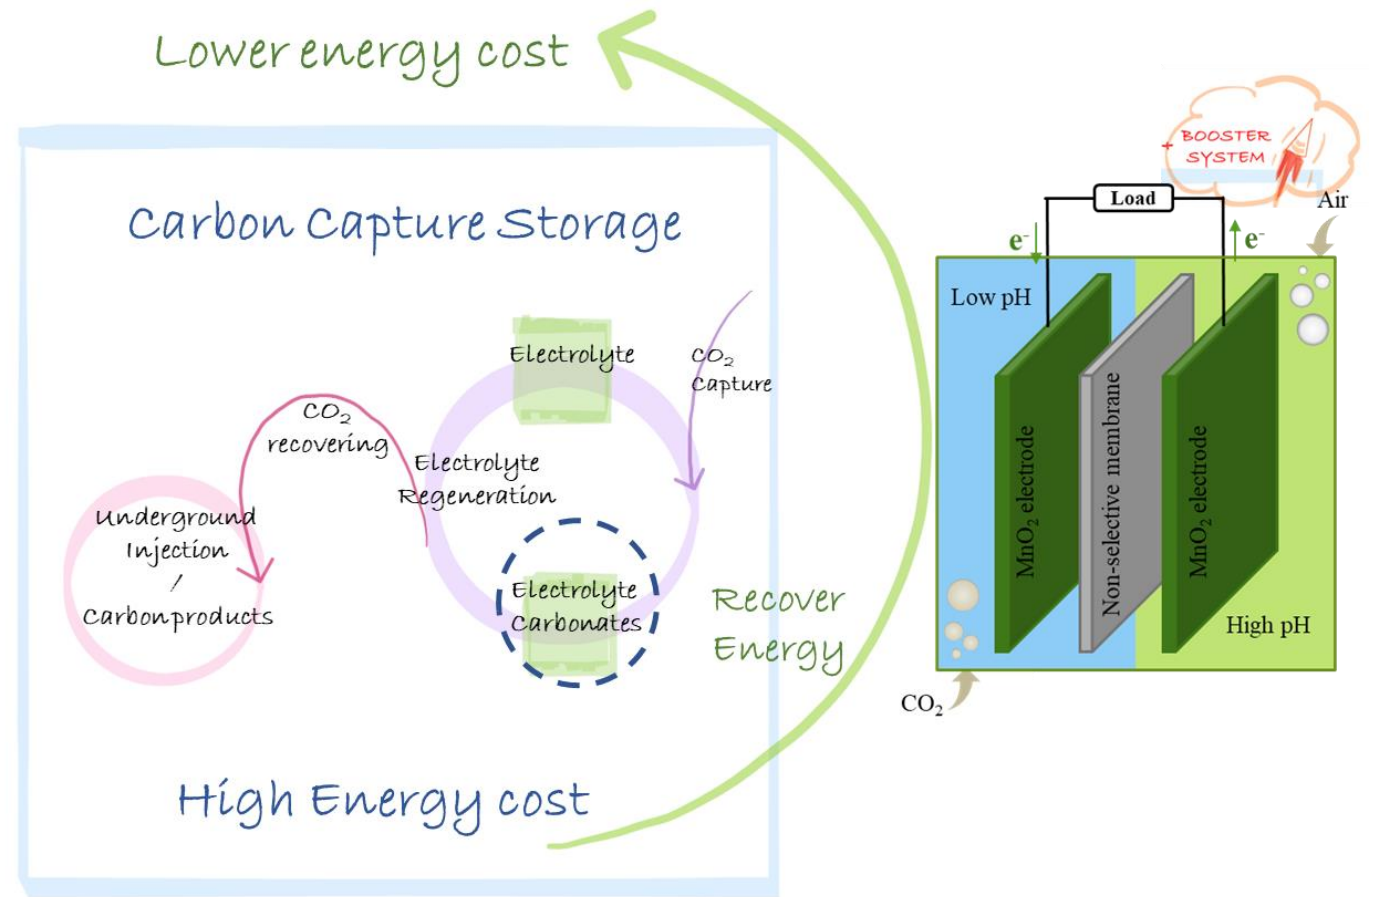 Lower energy cost
Carbon Capture Storage
Electrolyte
CO₂
Capture
CO₂
recovering
Electrolyte
Regeneration
Underground
Injection
/
Carbonproducts
Electrolyte
Carbonates
Recover
Energy
High Energy cost
+ BOOSTER
SYSTEM
Load
Air
e⁻
e⁻
Low pH
MnO₂ electrode
Non-selective membrane
MnO₂ electrode
High pH
CO₂